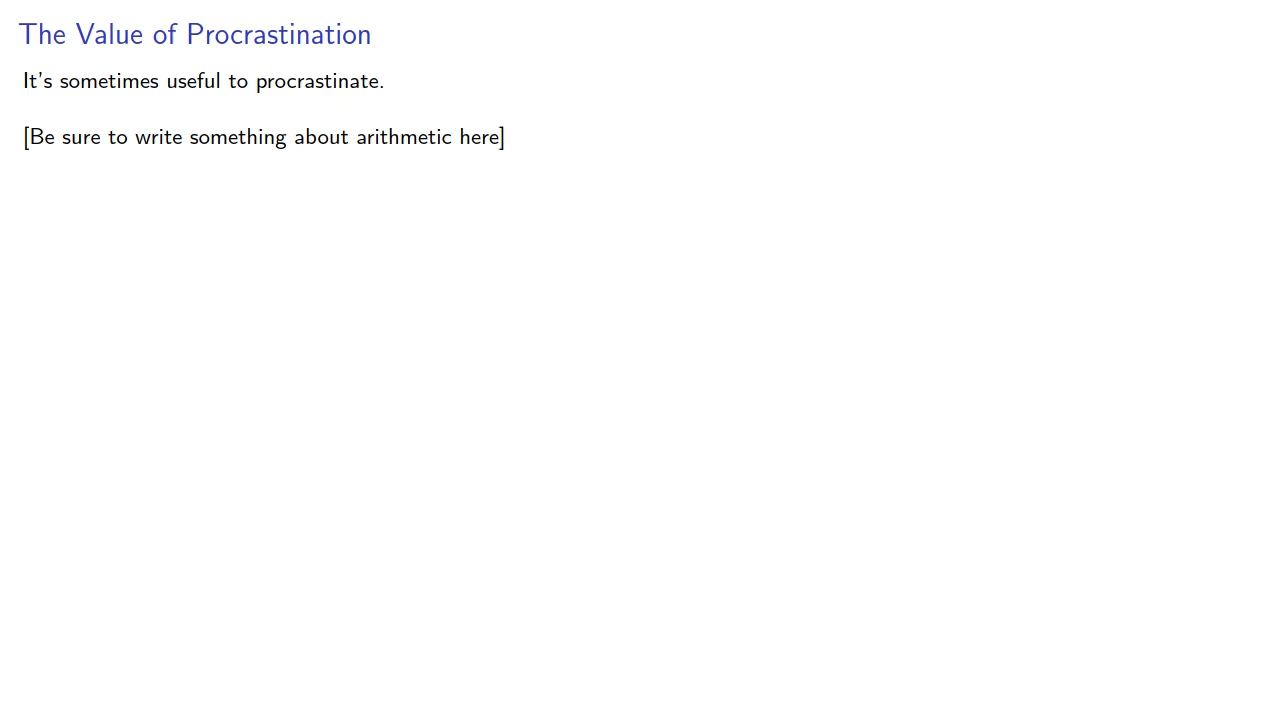 The Value of Procrastination
It's sometimes useful to procrastinate.
[Be sure to write something about arithmetic here]